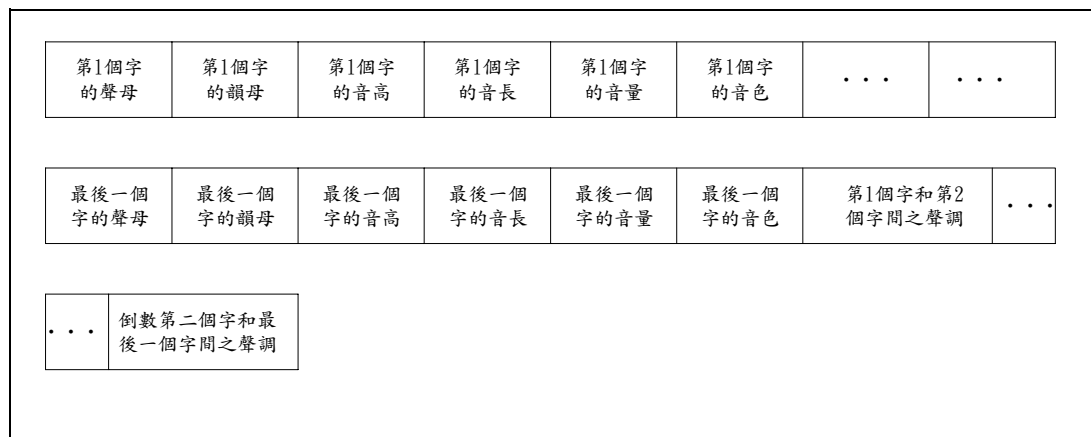 第1個字
的聲母
第1個字
的韻母
第1個字
的音高
第1個字
的音長
第1個字
的音量
第1個字
的音色
・・・
・・・
最後一個
字的聲母
最後一個
字的韻母
最後一個
字的音高
最後一個
字的音長
最後一個
字的音量
最後一個
字的音色
第1個字和第2
個字間之聲調
・・・
・・・
倒數第二個字和最
後一個字間之聲調